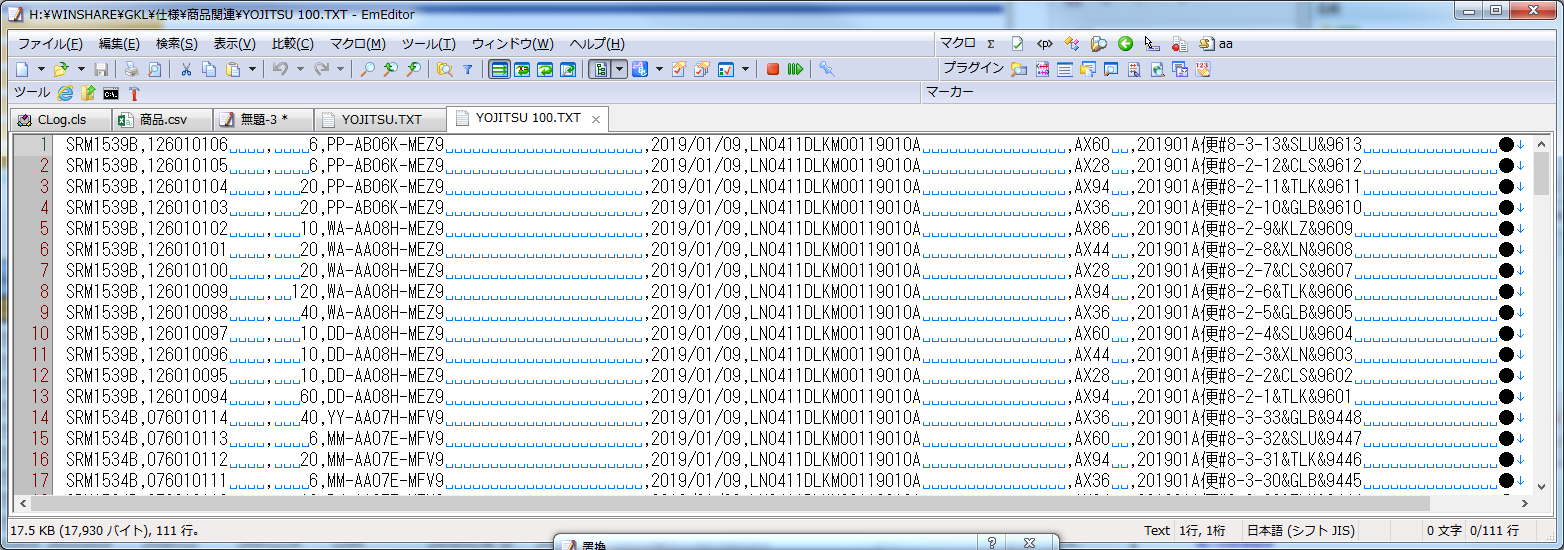 H:¥WINSHARE¥GKL¥仕様¥商品関連¥YOJITSU 100.TXT - EmEditor
ファイル(F) 編集(E) 検索(S) 表示(V) 比較(C) マクロ(M) ツール(T) ウィンドウ(W) ヘルプ(H) マクロ Σ <p> aa
プラグイン
ツール C:\. マーカー
CLog.cls 商品.csv 無題-3 * YOJITSU.TXT YOJITSU 100.TXT
1 SRM1539B,126010106 , 6,PP-AB06K-MEZ9 ,2019/01/09,LN0411DLKM00119010A ,AX60 ,201901A便#8-3-13&SLU&9613
2 SRM1539B,126010105 , 6,PP-AB06K-MEZ9 ,2019/01/09,LN0411DLKM00119010A ,AX28 ,201901A便#8-2-12&CLS&9612
3 SRM1539B,126010104 , 20,PP-AB06K-MEZ9 ,2019/01/09,LN0411DLKM00119010A ,AX94 ,201901A便#8-2-11&TLK&9611
4 SRM1539B,126010103 , 20,PP-AB06K-MEZ9 ,2019/01/09,LN0411DLKM00119010A ,AX36 ,201901A便#8-2-10&GLB&9610
5 SRM1539B,126010102 , 10,WA-AA08H-MEZ9 ,2019/01/09,LN0411DLKM00119010A ,AX86 ,201901A便#8-2-9&KLZ&9609
6 SRM1539B,126010101 , 20,WA-AA08H-MEZ9 ,2019/01/09,LN0411DLKM00119010A ,AX44 ,201901A便#8-2-8&XLN&9608
7 SRM1539B,126010100 , 20,WA-AA08H-MEZ9 ,2019/01/09,LN0411DLKM00119010A ,AX28 ,201901A便#8-2-7&CLS&9607
8 SRM1539B,126010099 , 120,WA-AA08H-MEZ9 ,2019/01/09,LN0411DLKM00119010A ,AX94 ,201901A便#8-2-6&TLK&9606
9 SRM1539B,126010098 , 40,WA-AA08H-MEZ9 ,2019/01/09,LN0411DLKM00119010A ,AX36 ,201901A便#8-2-5&GLB&9605
10 SRM1539B,126010097 , 10,DD-AA08H-MEZ9 ,2019/01/09,LN0411DLKM00119010A ,AX60 ,201901A便#8-2-4&SLU&9604
11 SRM1539B,126010096 , 10,DD-AA08H-MEZ9 ,2019/01/09,LN0411DLKM00119010A ,AX44 ,201901A便#8-2-3&XLN&9603
12 SRM1539B,126010095 , 10,DD-AA08H-MEZ9 ,2019/01/09,LN0411DLKM00119010A ,AX28 ,201901A便#8-2-2&CLS&9602
13 SRM1539B,126010094 , 60,DD-AA08H-MEZ9 ,2019/01/09,LN0411DLKM00119010A ,AX94 ,201901A便#8-2-1&TLK&9601
14 SRM1534B,076010114 , 40,YY-AA07H-MFV9 ,2019/01/09,LN0411DLKM00119010A ,AX36 ,201901A便#8-3-33&GLB&9448
15 SRM1534B,076010113 , 6,MM-AA07E-MFV9 ,2019/01/09,LN0411DLKM00119010A ,AX60 ,201901A便#8-3-32&SLU&9447
16 SRM1534B,076010112 , 20,MM-AA07E-MFV9 ,2019/01/09,LN0411DLKM00119010A ,AX94 ,201901A便#8-3-31&TLK&9446
17 SRM1534B,076010111 , 6,MM-AA07E-MFV9 ,2019/01/09,LN0411DLKM00119010A ,AX36 ,201901A便#8-3-30&GLB&9445
17.5 KB (17,930 バイト), 111 行。 Text 1行, 1桁 日本語 (シフト JIS) 0 文字 0/111 行
置換